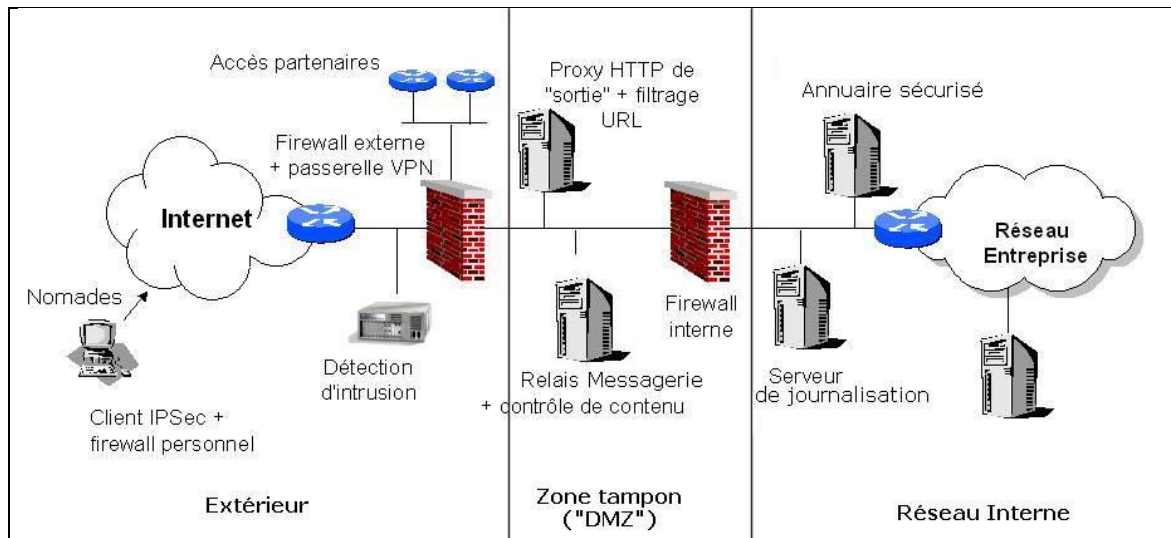 Accès partenaires
Firewall externe
+ passerelle VPN
Internet
Nomades
Client IPSec +
firewall personnel
Détection
d'intrusion
Extérieur
Proxy HTTP de
"sortie" + filtrage
URL
Relais Messagerie
+ contrôle de contenu
Zone tampon
("DMZ")
Firewall
interne
Annuaire sécurisé
Réseau
Entreprise
Serveur
de journalisation
Réseau Interne